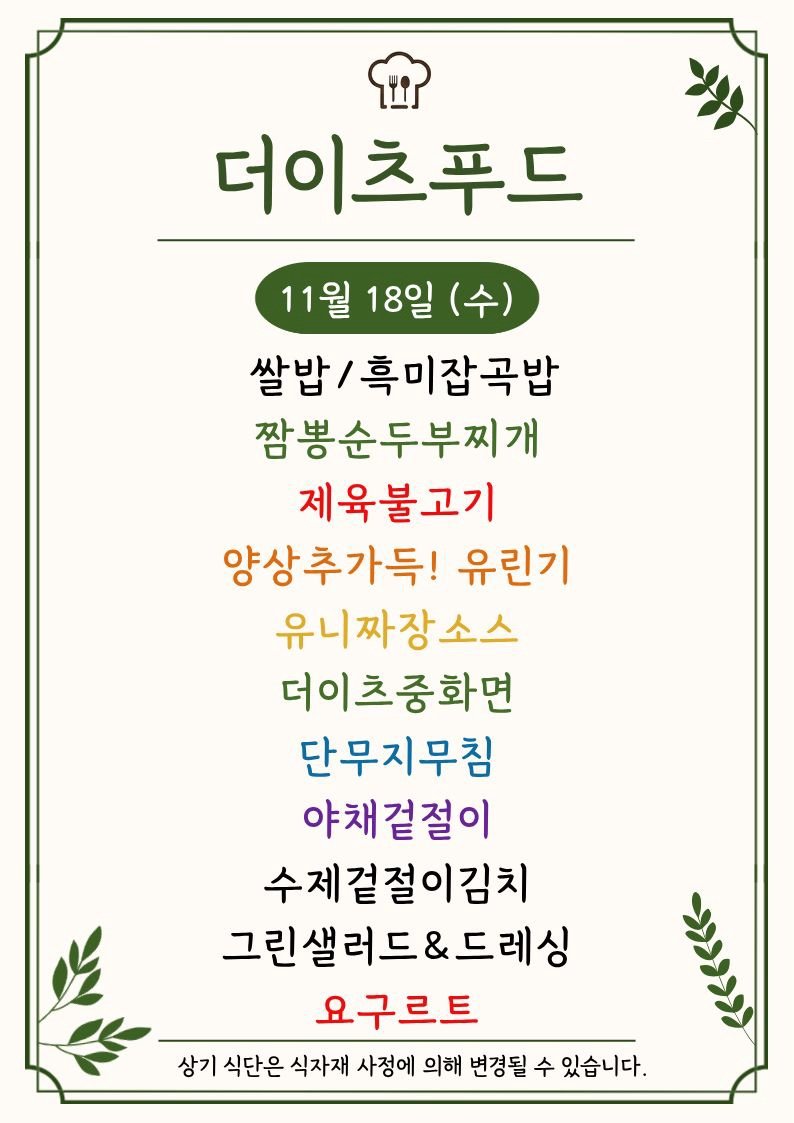 더이츠푸드
11월 18일 (수)
쌀밥/흑미잡곡밥
짬뽕순두부찌개
제육불고기
양상추가득! 유린기
유니짜장소스
더이츠중화면
단무지무침
야채겉절이
수제겉절이김치
그린샐러드&드레싱
요구르트
상기 식단은 식자재 사정에 의해 변경될 수 있습니다.